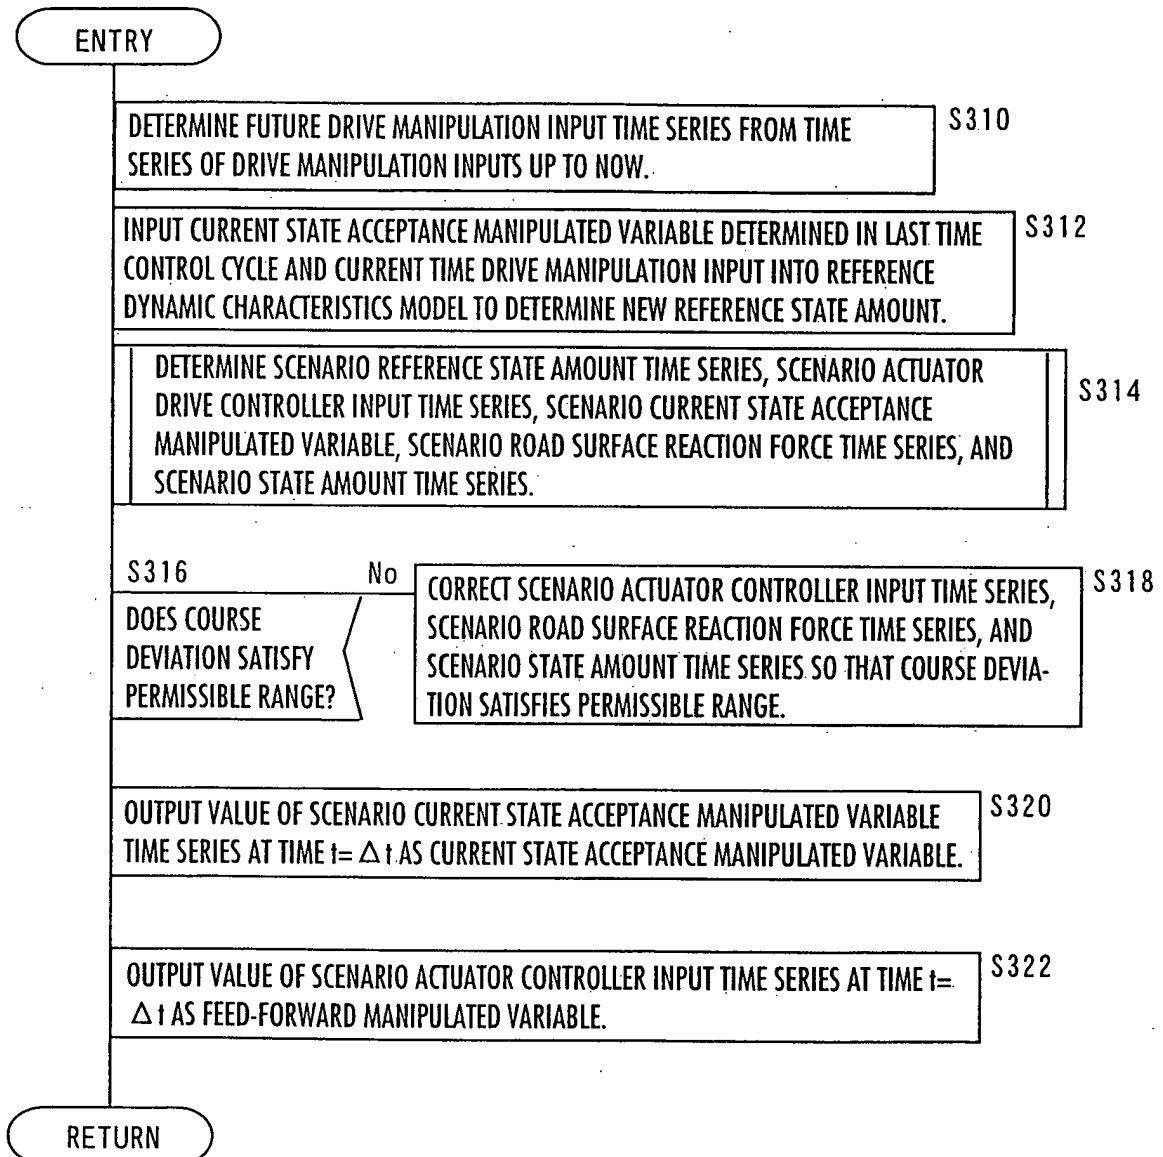 ENTRY
S310
DETERMINE FUTURE DRIVE MANIPULATION INPUT TIME SERIES FROM TIME
SERIES OF DRIVE MANIPULATION INPUTS UP TO NOW.
S312
INPUT CURRENT STATE ACCEPTANCE MANIPULATED VARIABLE DETERMINED IN LAST TIME
CONTROL CYCLE AND CURRENT TIME DRIVE MANIPULATION INPUT INTO REFERENCE
DYNAMIC CHARACTERISTICS MODEL TO DETERMINE NEW REFERENCE STATE AMOUNT.
S314
DETERMINE SCENARIO REFERENCE STATE AMOUNT TIME SERIES, SCENARIO ACTUATOR
DRIVE CONTROLLER INPUT TIME SERIES, SCENARIO CURRENT STATE ACCEPTANCE
MANIPULATED VARIABLE, SCENARIO ROAD SURFACE REACTION FORCE TIME SERIES, AND
SCENARIO STATE AMOUNT TIME SERIES.
S316
DOES COURSE
DEVIATION SATISFY
PERMISSIBLE RANGE?
No
S318
CORRECT SCENARIO ACTUATOR CONTROLLER INPUT TIME SERIES,
SCENARIO ROAD SURFACE REACTION FORCE TIME SERIES, AND
SCENARIO STATE AMOUNT TIME SERIES SO THAT COURSE DEVIA-
TION SATISFIES PERMISSIBLE RANGE.
S320
OUTPUT VALUE OF SCENARIO CURRENT STATE ACCEPTANCE MANIPULATED VARIABLE
TIME SERIES AT TIME t= Δt AS CURRENT STATE ACCEPTANCE MANIPULATED VARIABLE.
S322
OUTPUT VALUE OF SCENARIO ACTUATOR CONTROLLER INPUT TIME SERIES AT TIME t=
Δt AS FEED-FORWARD MANIPULATED VARIABLE.
RETURN